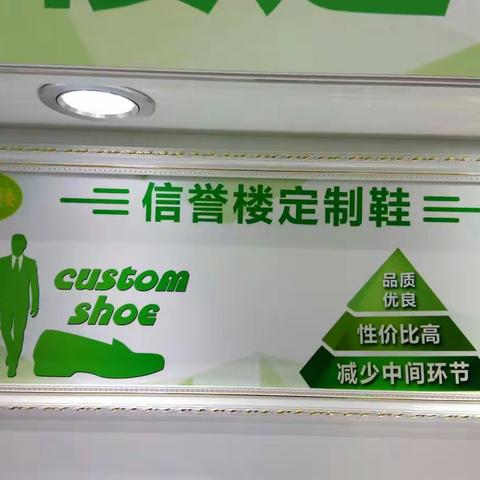 楼
信誉楼定制鞋
custom
shoe
品质
优良
性价比高
减少中间环节